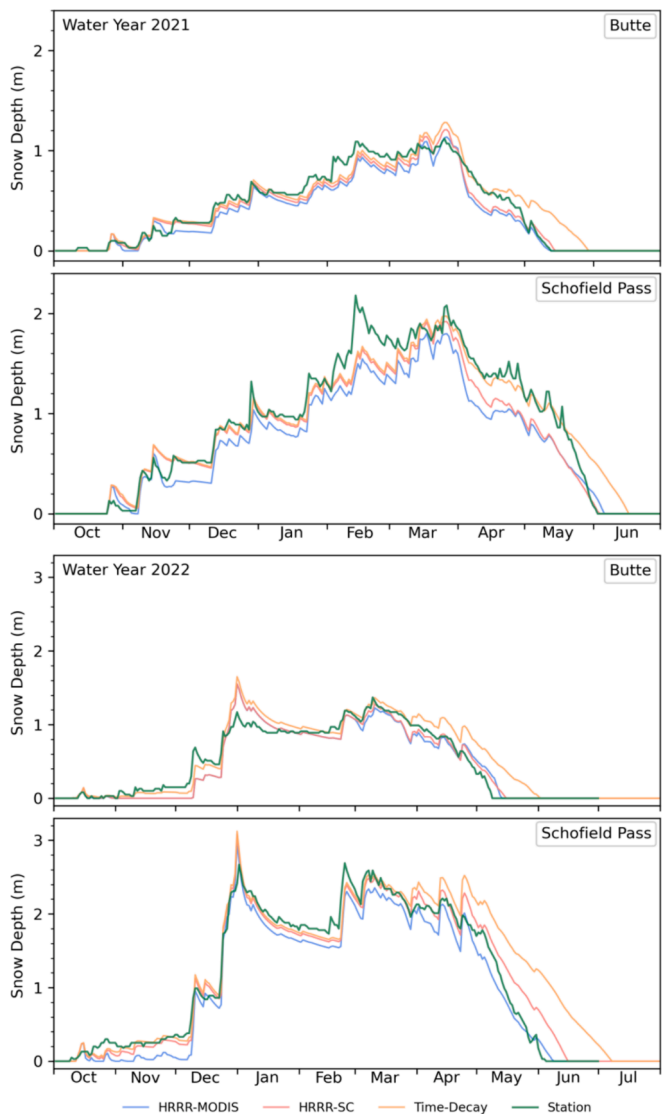 Water Year 2021
Butte
Snow Depth (m)
2
1
0
Schofield Pass
Snow Depth (m)
2
1
0
Oct Nov Dec Jan Feb Mar Apr May Jun
Water Year 2022
Butte
Snow Depth (m)
3
2
1
0
Schofield Pass
Snow Depth (m)
3
2
1
0
Oct Nov Dec Jan Feb Mar Apr May Jun Jul
HRRR-MODIS HRRR-SC Time-Decay Station